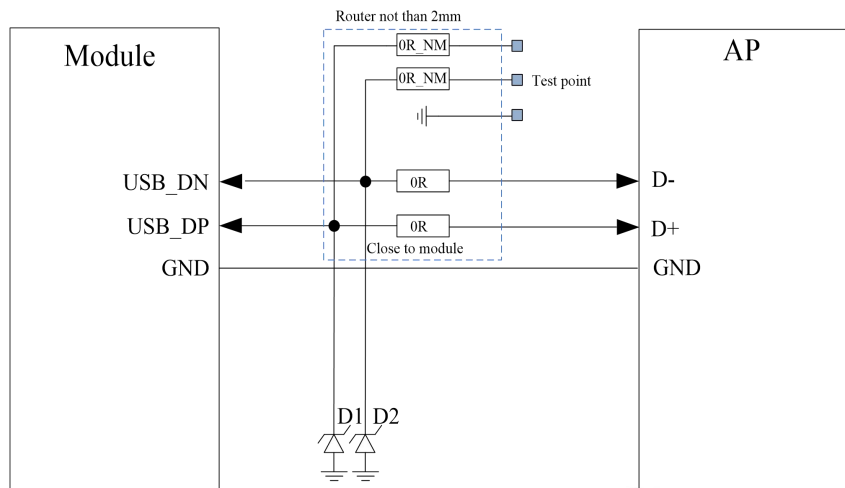 Router not than 2mm
Module
AP
0R_NM
0R_NM
Test point
USB_DN
0R
D-
USB_DP
0R
D+
Close to module
GND
GND
D1
D2